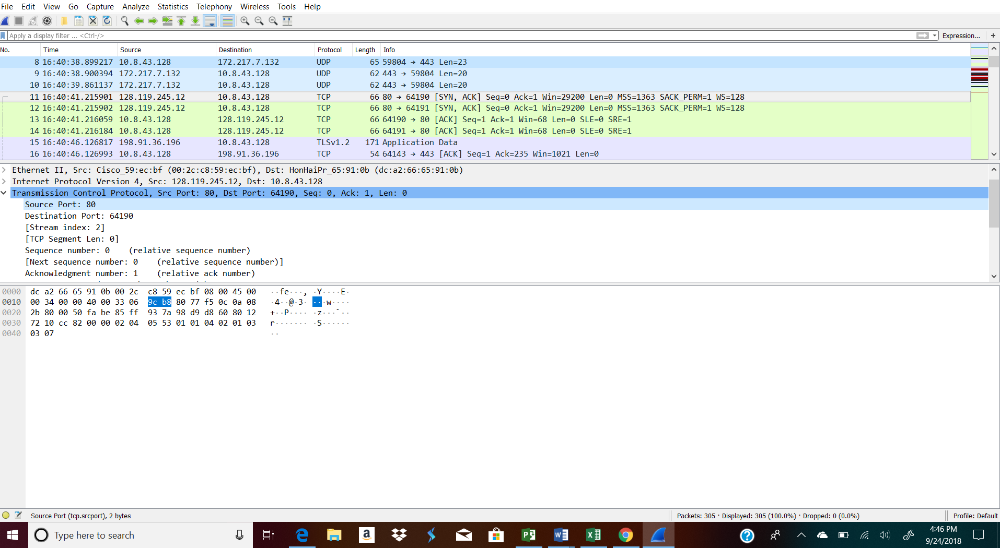 File Edit View Go Capture Analyze Statistics Telephony Wireless Tools Help
Apply a display filter ... <Ctrl-/> Expression... +
No. Time Source Destination Protocol Length Info
8 16:40:38.899217 10.8.43.128 172.217.7.132 UDP 65 59804 → 443 Len=23
9 16:40:38.900394 172.217.7.132 10.8.43.128 UDP 62 443 → 59804 Len=20
10 16:40:39.861137 172.217.7.132 10.8.43.128 UDP 62 443 → 59804 Len=20
11 16:40:41.215901 128.119.245.12 10.8.43.128 TCP 66 80 → 64190 [SYN, ACK] Seq=0 Ack=1 Win=29200 Len=0 MSS=1363 SACK_PERM=1 WS=128
12 16:40:41.215902 128.119.245.12 10.8.43.128 TCP 66 80 → 64191 [SYN, ACK] Seq=0 Ack=1 Win=29200 Len=0 MSS=1363 SACK_PERM=1 WS=128
13 16:40:41.216059 10.8.43.128 128.119.245.12 TCP 66 64190 → 80 [ACK] Seq=1 Ack=1 Win=68 Len=0 SLE=0 SRE=1
14 16:40:41.216184 10.8.43.128 128.119.245.12 TCP 66 64191 → 80 [ACK] Seq=1 Ack=1 Win=68 Len=0 SLE=0 SRE=1
15 16:40:46.126817 198.91.36.196 10.8.43.128 TLSv1.2 171 Application Data
16 16:40:46.126993 10.8.43.128 198.91.36.196 TCP 54 64143 → 443 [ACK] Seq=1 Ack=235 Win=1021 Len=0
Ethernet II, Src: Cisco_59:ec:bf (00:2c:c8:59:ec:bf), Dst: HonHaiPr_65:91:0b (dc:a2:66:65:91:0b)
Internet Protocol Version 4, Src: 128.119.245.12, Dst: 10.8.43.128
Transmission Control Protocol, Src Port: 80, Dst Port: 64190, Seq: 0, Ack: 1, Len: 0
Source Port: 80
Destination Port: 64190
[Stream index: 2]
[TCP Segment Len: 0]
Sequence number: 0 (relative sequence number)
[Next sequence number: 0 (relative sequence number)]
Acknowledgment number: 1 (relative ack number)
0000 dc a2 66 65 91 0b 00 2c c8 59 ec bf 08 00 45 00 ··fe···, ·Y····E·
0010 00 34 00 00 40 00 33 06 9c b8 80 77 f5 0c 0a 08 ·4··@·3· ···w····
0020 2b 80 00 50 fa be 85 ff 93 7a 98 d9 d8 60 80 12 +··P···· ·z···`··
0030 72 10 cc 82 00 00 02 04 05 53 01 01 04 02 01 03 r······· ·S······
0040 03 07 ··
Source Port (tcp.srcport), 2 bytes Packets: 305 · Displayed: 305 (100.0%) · Dropped: 0 (0.0%) Profile: Default
Type here to search 4:46 PM
9/24/2018